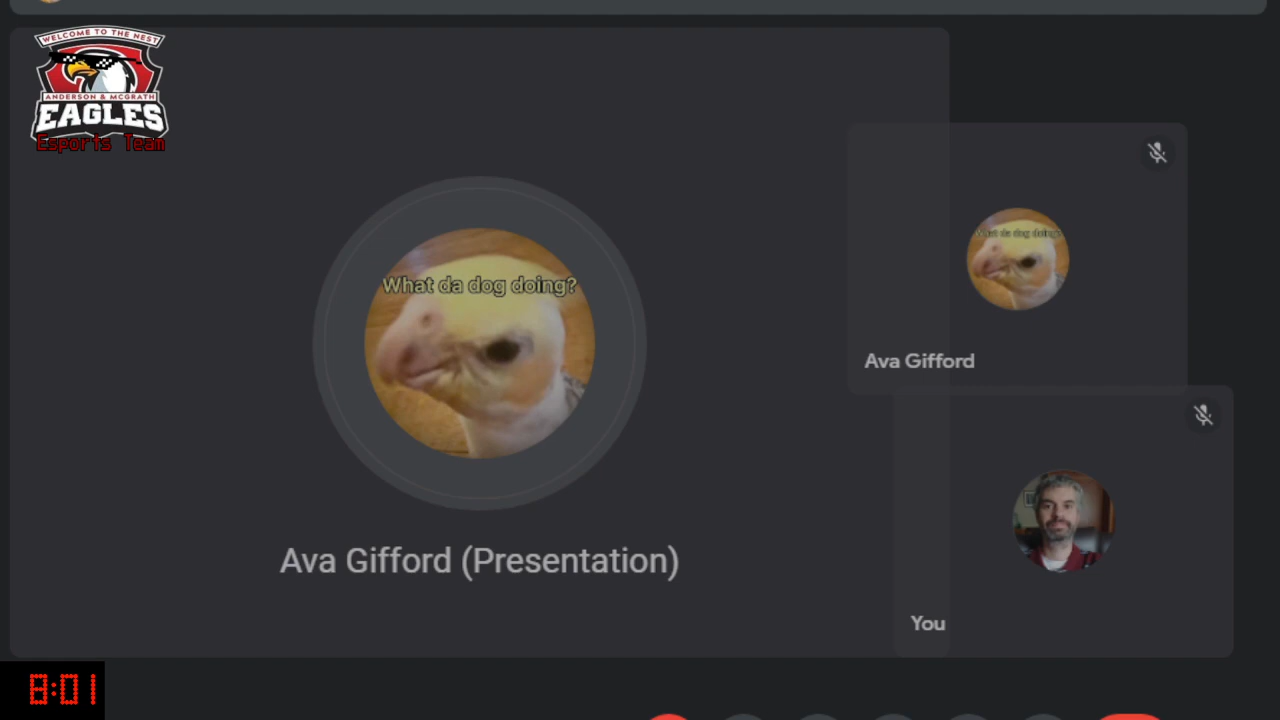 WELCOME TO THE NEST
ANDERSON & MCGRATH
EAGLES
Esports Team
What da dog doing?
Ava Gifford (Presentation)
What da dog doing?
Ava Gifford
You
8:01